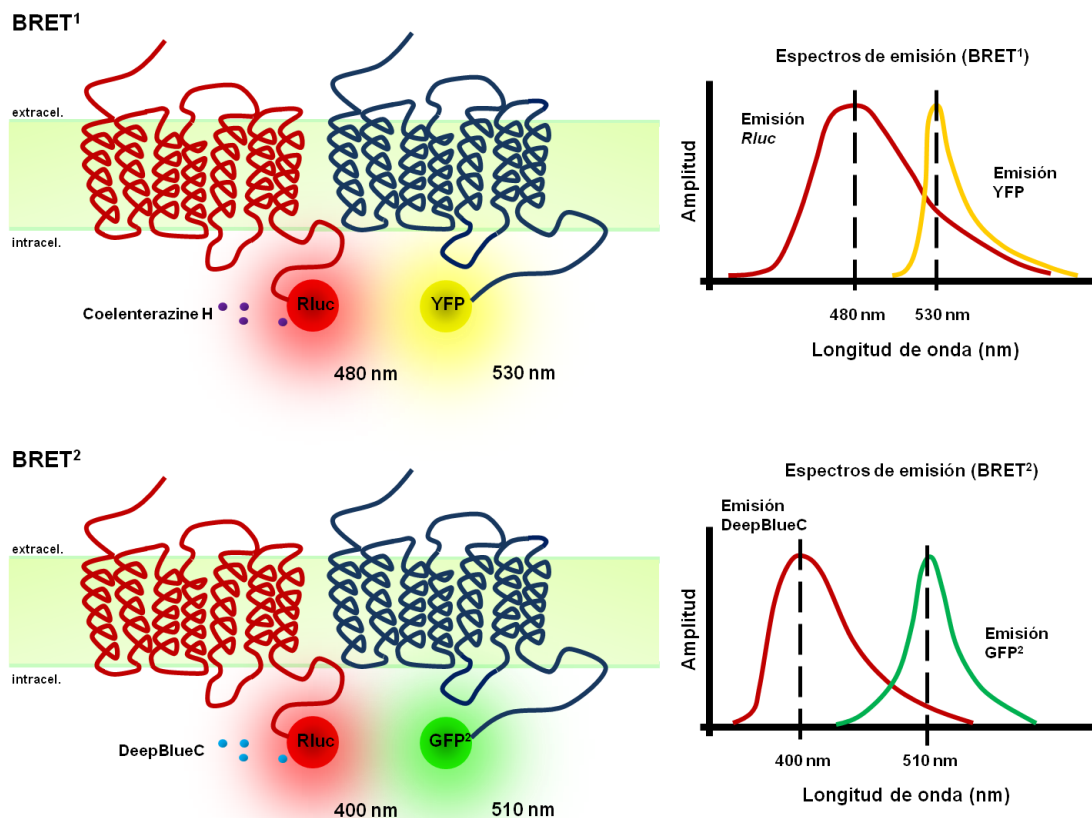 BRET¹
extracel.
intracel.
Coelenterazine H
Rluc
YFP
480 nm
530 nm
Espectros de emisión (BRET¹)
Emisión
Rluc
Emisión
YFP
Amplitud
480 nm
530 nm
Longitud de onda (nm)
BRET²
extracel.
intracel.
DeepBlueC
Rluc
GFP²
400 nm
510 nm
Espectros de emisión (BRET²)
Emisión
DeepBlueC
Emisión
GFP²
Amplitud
400 nm
510 nm
Longitud de onda (nm)